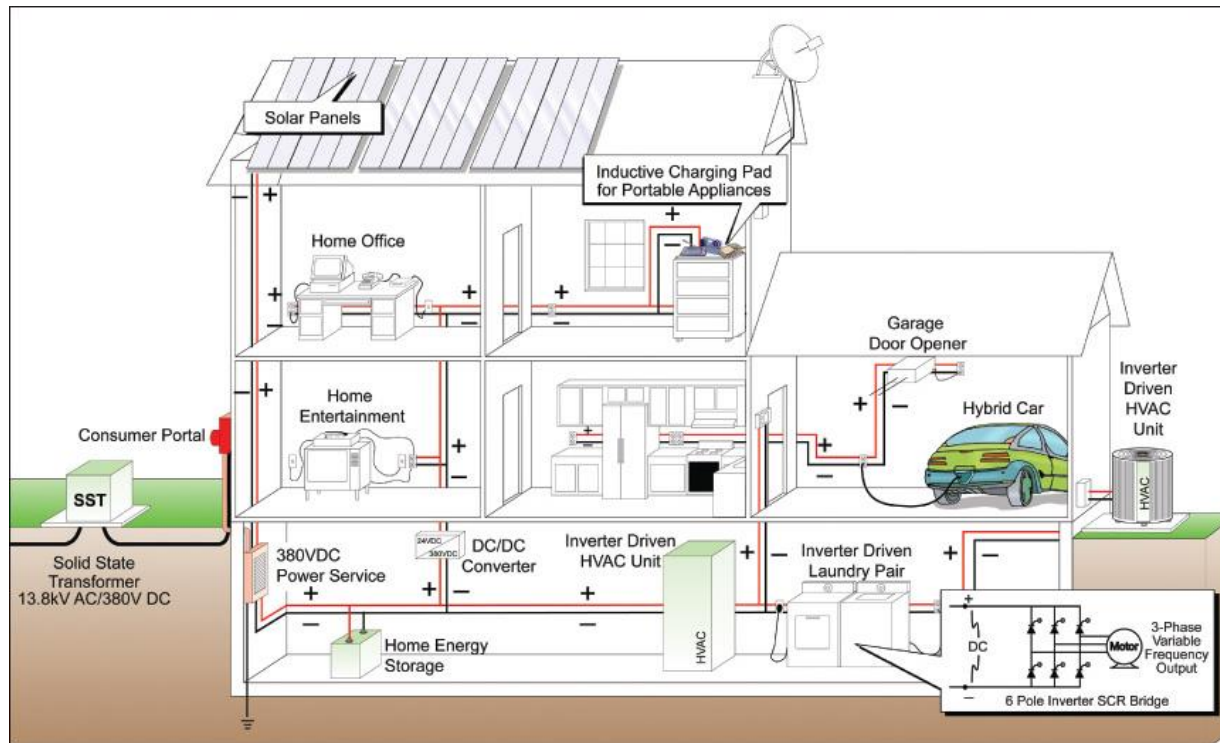 Solar Panels
Inductive Charging Pad
for Portable Appliances
+
−
+
−
Home Office
+
−
+
−
+
−
Garage
Door Opener
Inverter
Driven
HVAC
Unit
+
−
Home
Entertainment
+
−
+
−
+
−
Hybrid Car
+
−
Consumer Portal
HVAC
SST
Solid State
Transformer
13.8kV AC/380V DC
380VDC
Power Service
24VDC
380VDC
DC/DC
Converter
Inverter Driven
HVAC Unit
+
−
Inverter Driven
Laundry Pair
+
−
+
−
+
−
+
−
Home Energy
Storage
HVAC
+
DC
−
Motor
3-Phase
Variable
Frequency
Output
6 Pole Inverter SCR Bridge